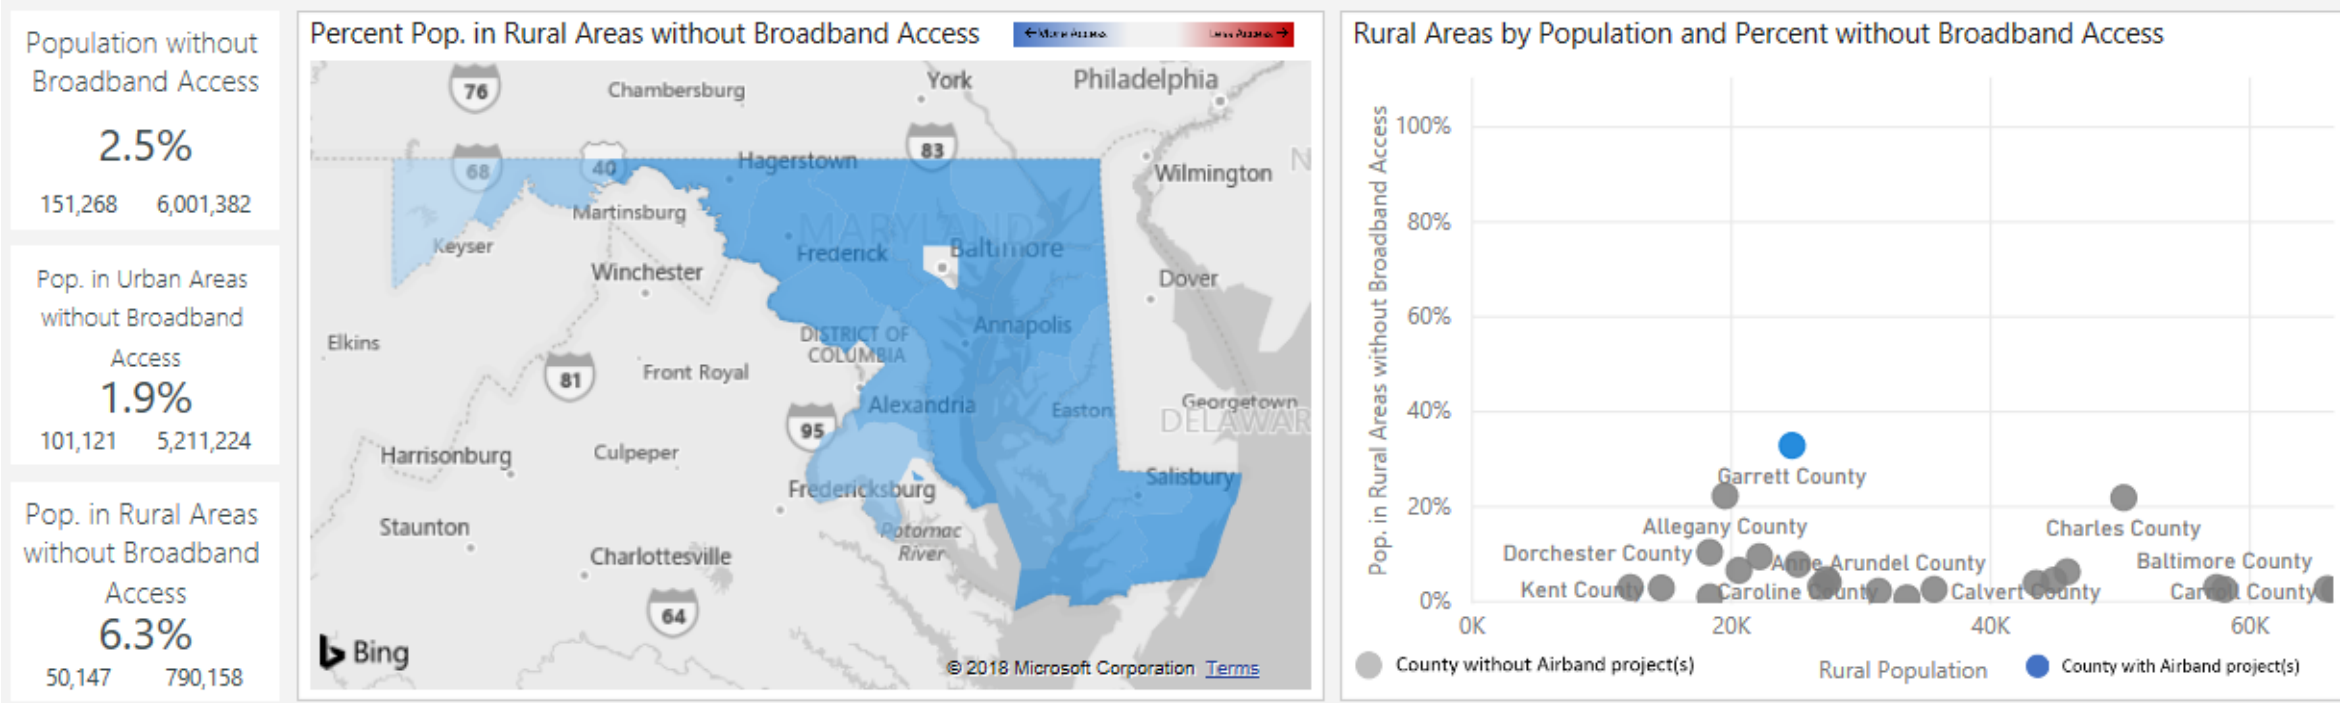 Population without
Broadband Access
2.5%
151,268 6,001,382
Pop. in Urban Areas
without Broadband
Access
1.9%
101,121 5,211,224
Pop. in Rural Areas
without Broadband
Access
6.3%
50,147 790,158
Percent Pop. in Rural Areas without Broadband Access
←More Access
Less Access→
76
Chambersburg
York
Philadelphia
68
40
Hagerstown
83
Wilmington
N
Martinsburg
MARYLAND
Keyser
Frederick
Baltimore
Winchester
Dover
Elkins
DISTRICT OF
COLUMBIA
Annapolis
81
Front Royal
Alexandria
Easton
Georgetown
DELAWAR
95
Harrisonburg
Culpeper
Salisbury
Fredericksburg
Staunton
Potomac
River
Charlottesville
64
Bing
© 2018 Microsoft Corporation Terms
Rural Areas by Population and Percent without Broadband Access
Pop. in Rural Areas without Broadband Access
100%
80%
60%
40%
20%
0%
Garrett County
Allegany County
Charles County
Dorchester County
Anne Arundel County
Baltimore County
Kent County
Caroline County
Calvert County
Carroll County
0K 20K 40K 60K
County without Airband project(s)
Rural Population
County with Airband project(s)